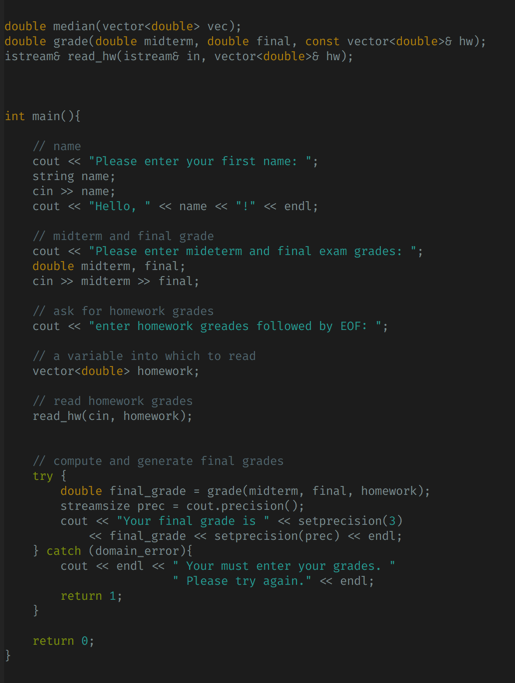 double median(vector<double> vec);
double grade(double midterm, double final, const vector<double>& hw);
istream& read_hw(istream& in, vector<double>& hw);
int main(){
// name
cout << "Please enter your first name: ";
string name;
cin >> name;
cout << "Hello, " << name << "!" << endl;
// midterm and final grade
cout << "Please enter mideterm and final exam grades: ";
double midterm, final;
cin >> midterm >> final;
// ask for homework grades
cout << "enter homework greades followed by EOF: ";
// a variable into which to read
vector<double> homework;
// read homework grades
read_hw(cin, homework);
// compute and generate final grades
try {
double final_grade = grade(midterm, final, homework);
streamsize prec = cout.precision();
cout << "Your final grade is " << setprecision(3)
<< final_grade << setprecision(prec) << endl;
} catch (domain_error){
cout << endl << " Your must enter your grades. "
" Please try again." << endl;
return 1;
}
return 0;
}